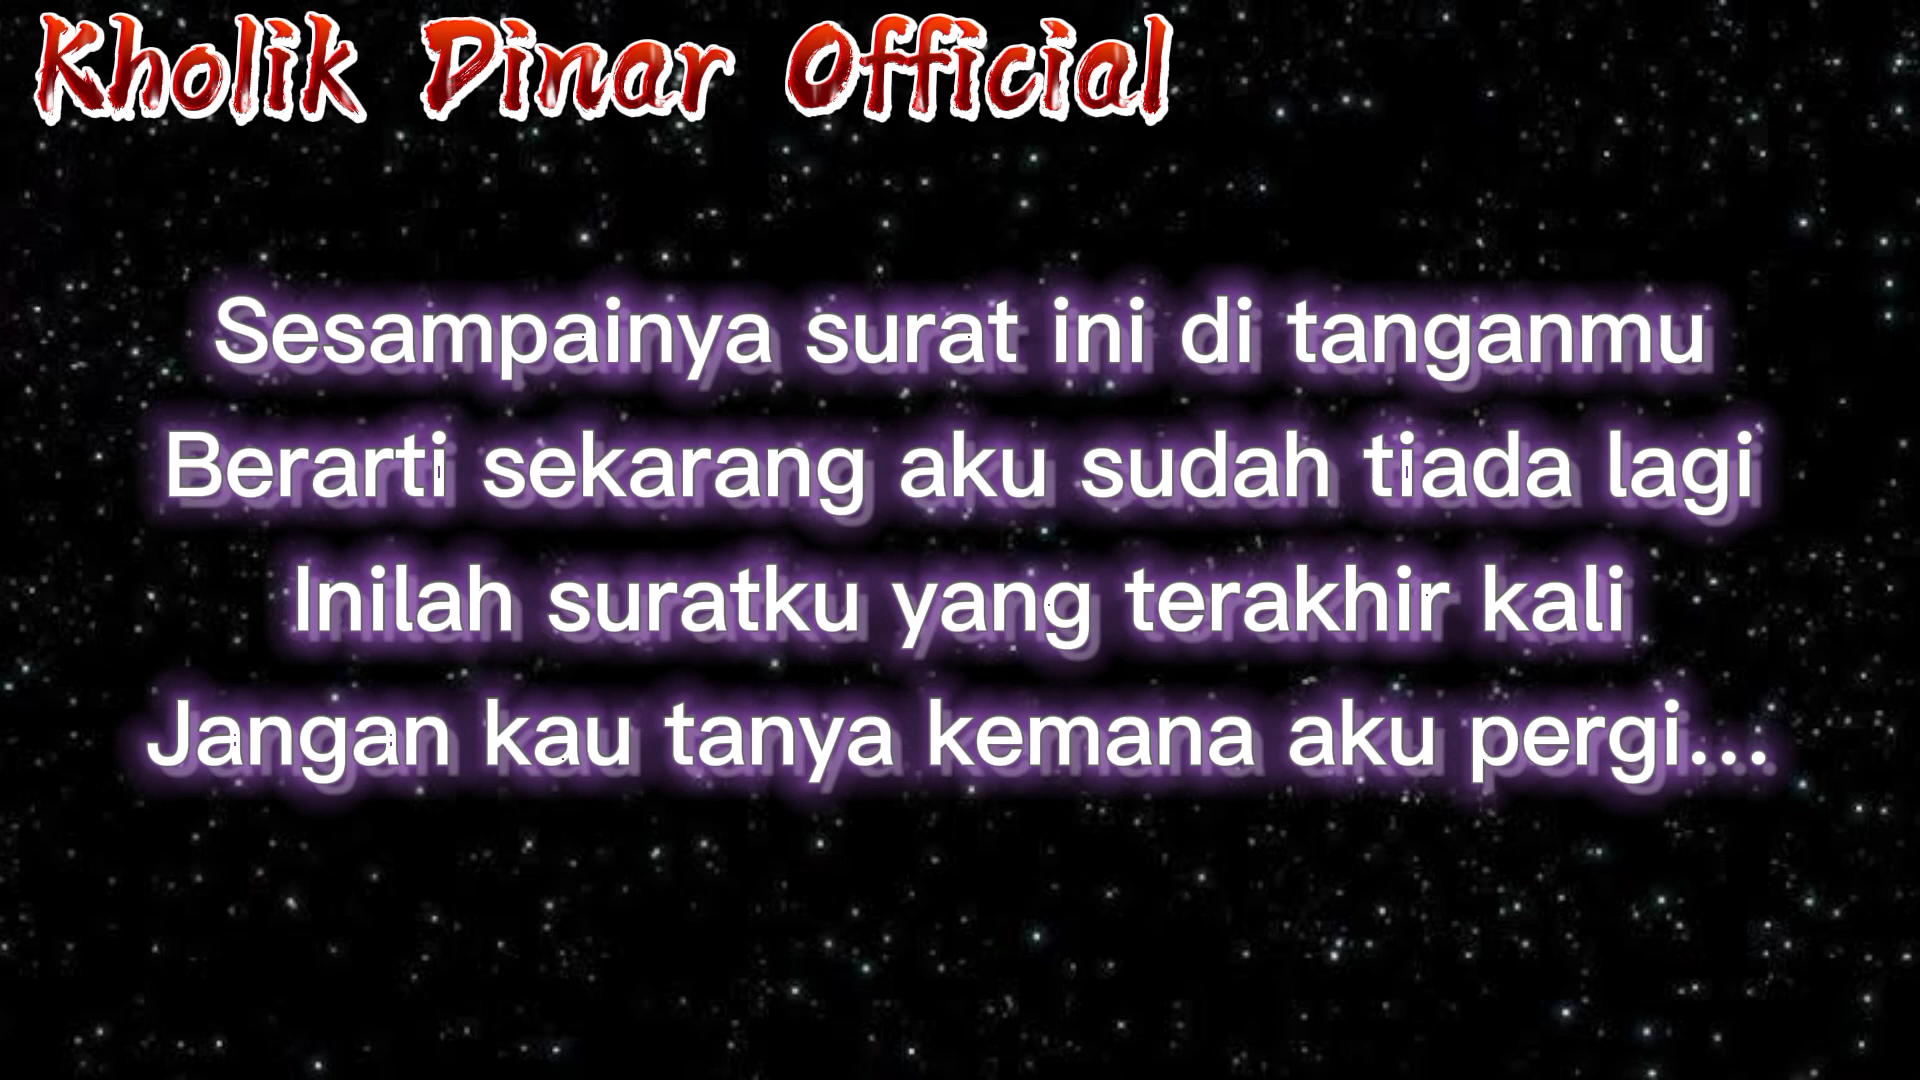 Kholik Dinar Official
Sesampainya surat ini di tanganmu
Berarti sekarang aku sudah tiada lagi
Inilah suratku yang terakhir kali
Jangan kau tanya kemana aku pergi...